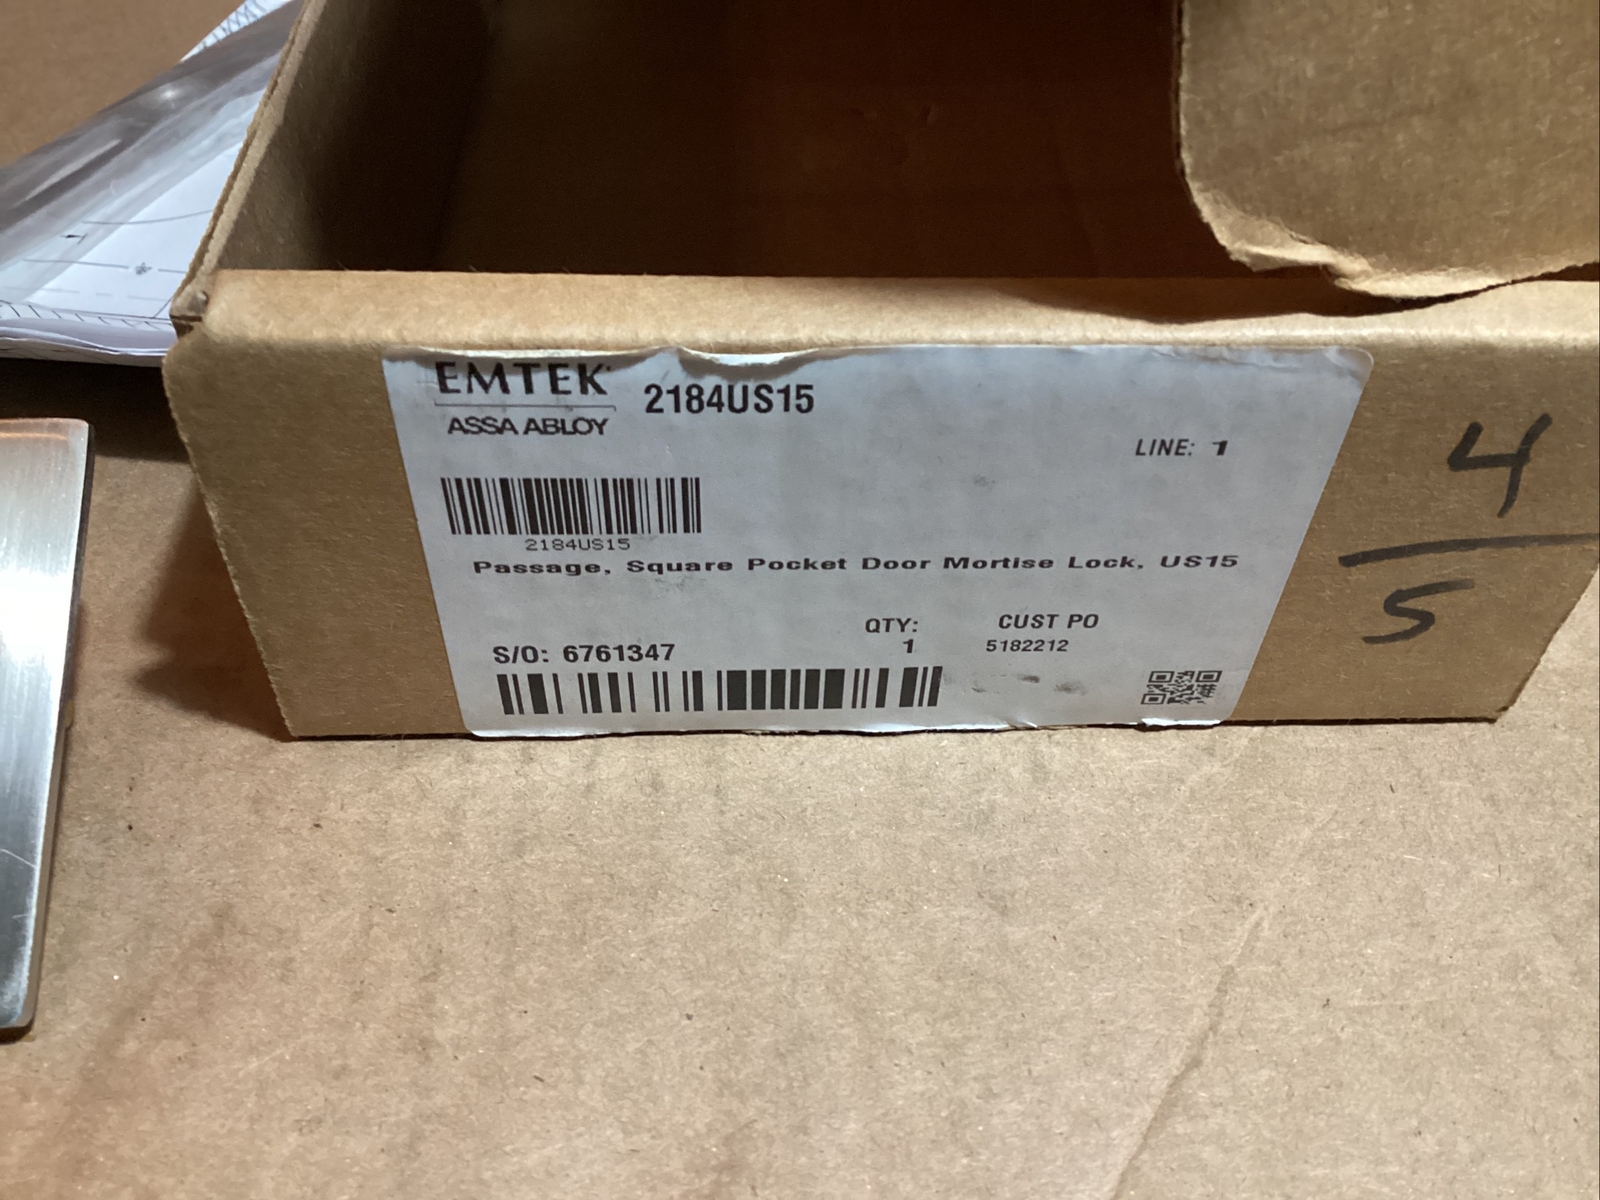 EMTEK
ASSA ABLOY
2184US15
LINE: 1
2184US15
Passage, Square Pocket Door Mortise Lock, US15
QTY:
1
CUST PO
5182212
S/O: 6761347
4
5